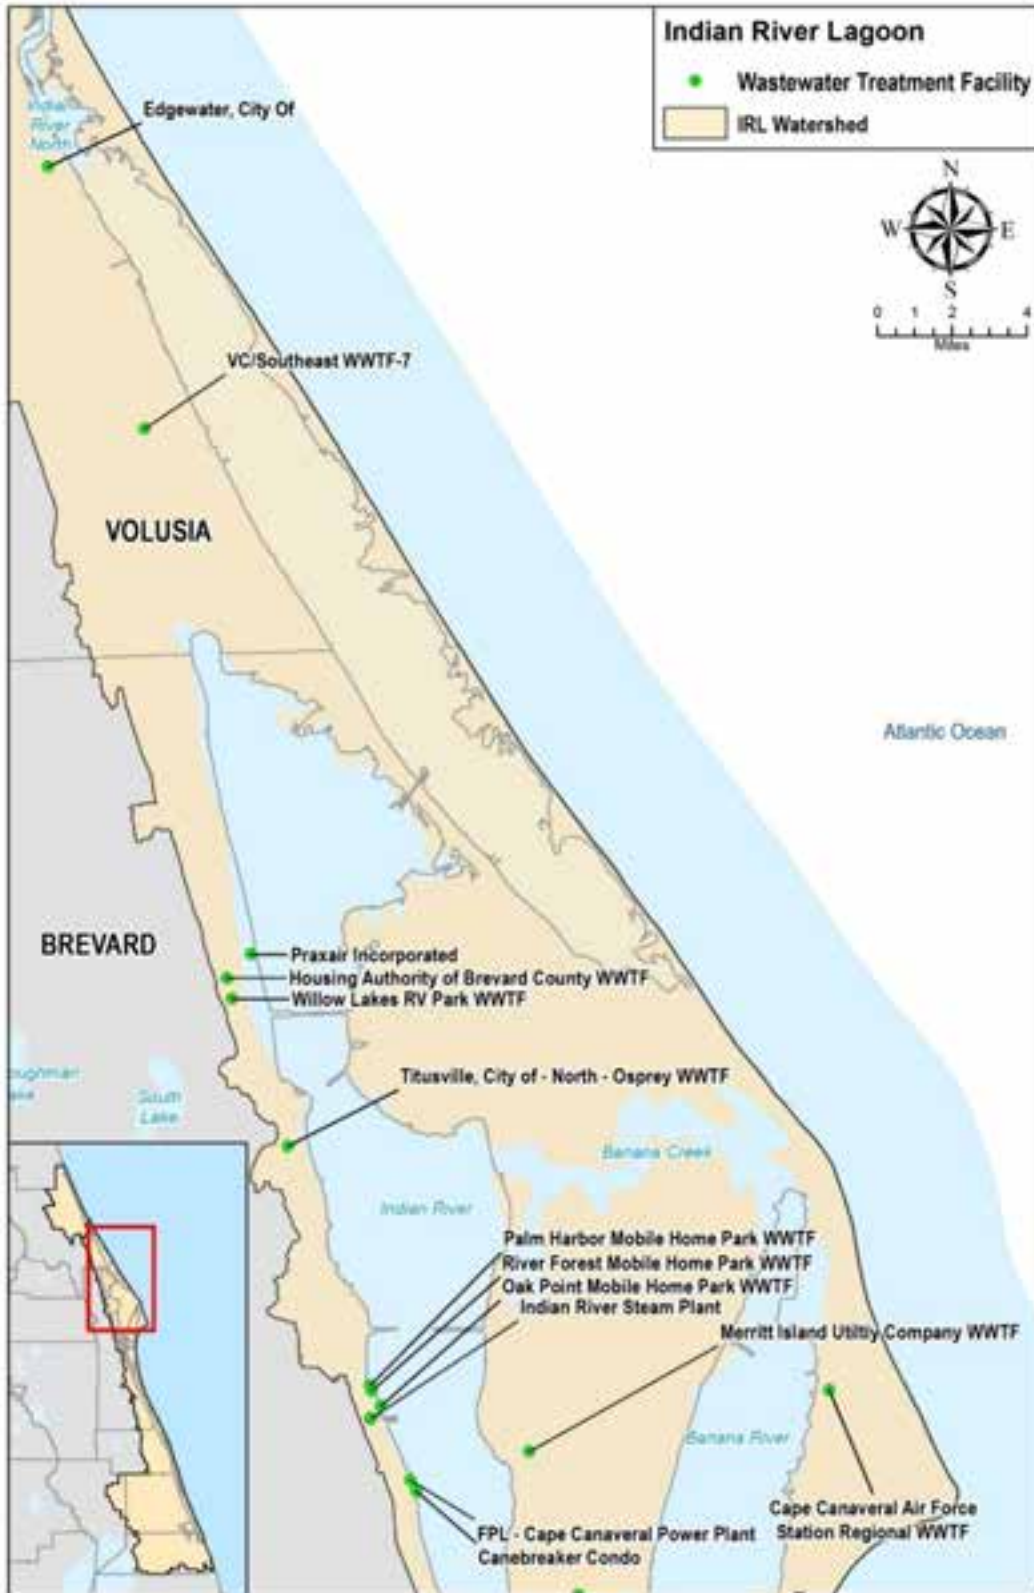 Indian River Lagoon
Wastewater Treatment Facility
IRL Watershed
N
W
E
S
0 1 2 4
Miles
Indian
River
North
Edgewater, City Of
VC/Southeast WWTF-7
VOLUSIA
Atlantic Ocean
BREVARD
Praxair Incorporated
Housing Authority of Brevard County WWTF
Willow Lakes RV Park WWTF
Titusville, City of - North - Osprey WWTF
South
Lake
Banana Creek
Indian River
Palm Harbor Mobile Home Park WWTF
River Forest Mobile Home Park WWTF
Oak Point Mobile Home Park WWTF
Indian River Steam Plant
Merritt Island Utiltiy Company WWTF
Banana River
Cape Canaveral Air Force
Station Regional WWTF
FPL - Cape Canaveral Power Plant
Canebreaker Condo